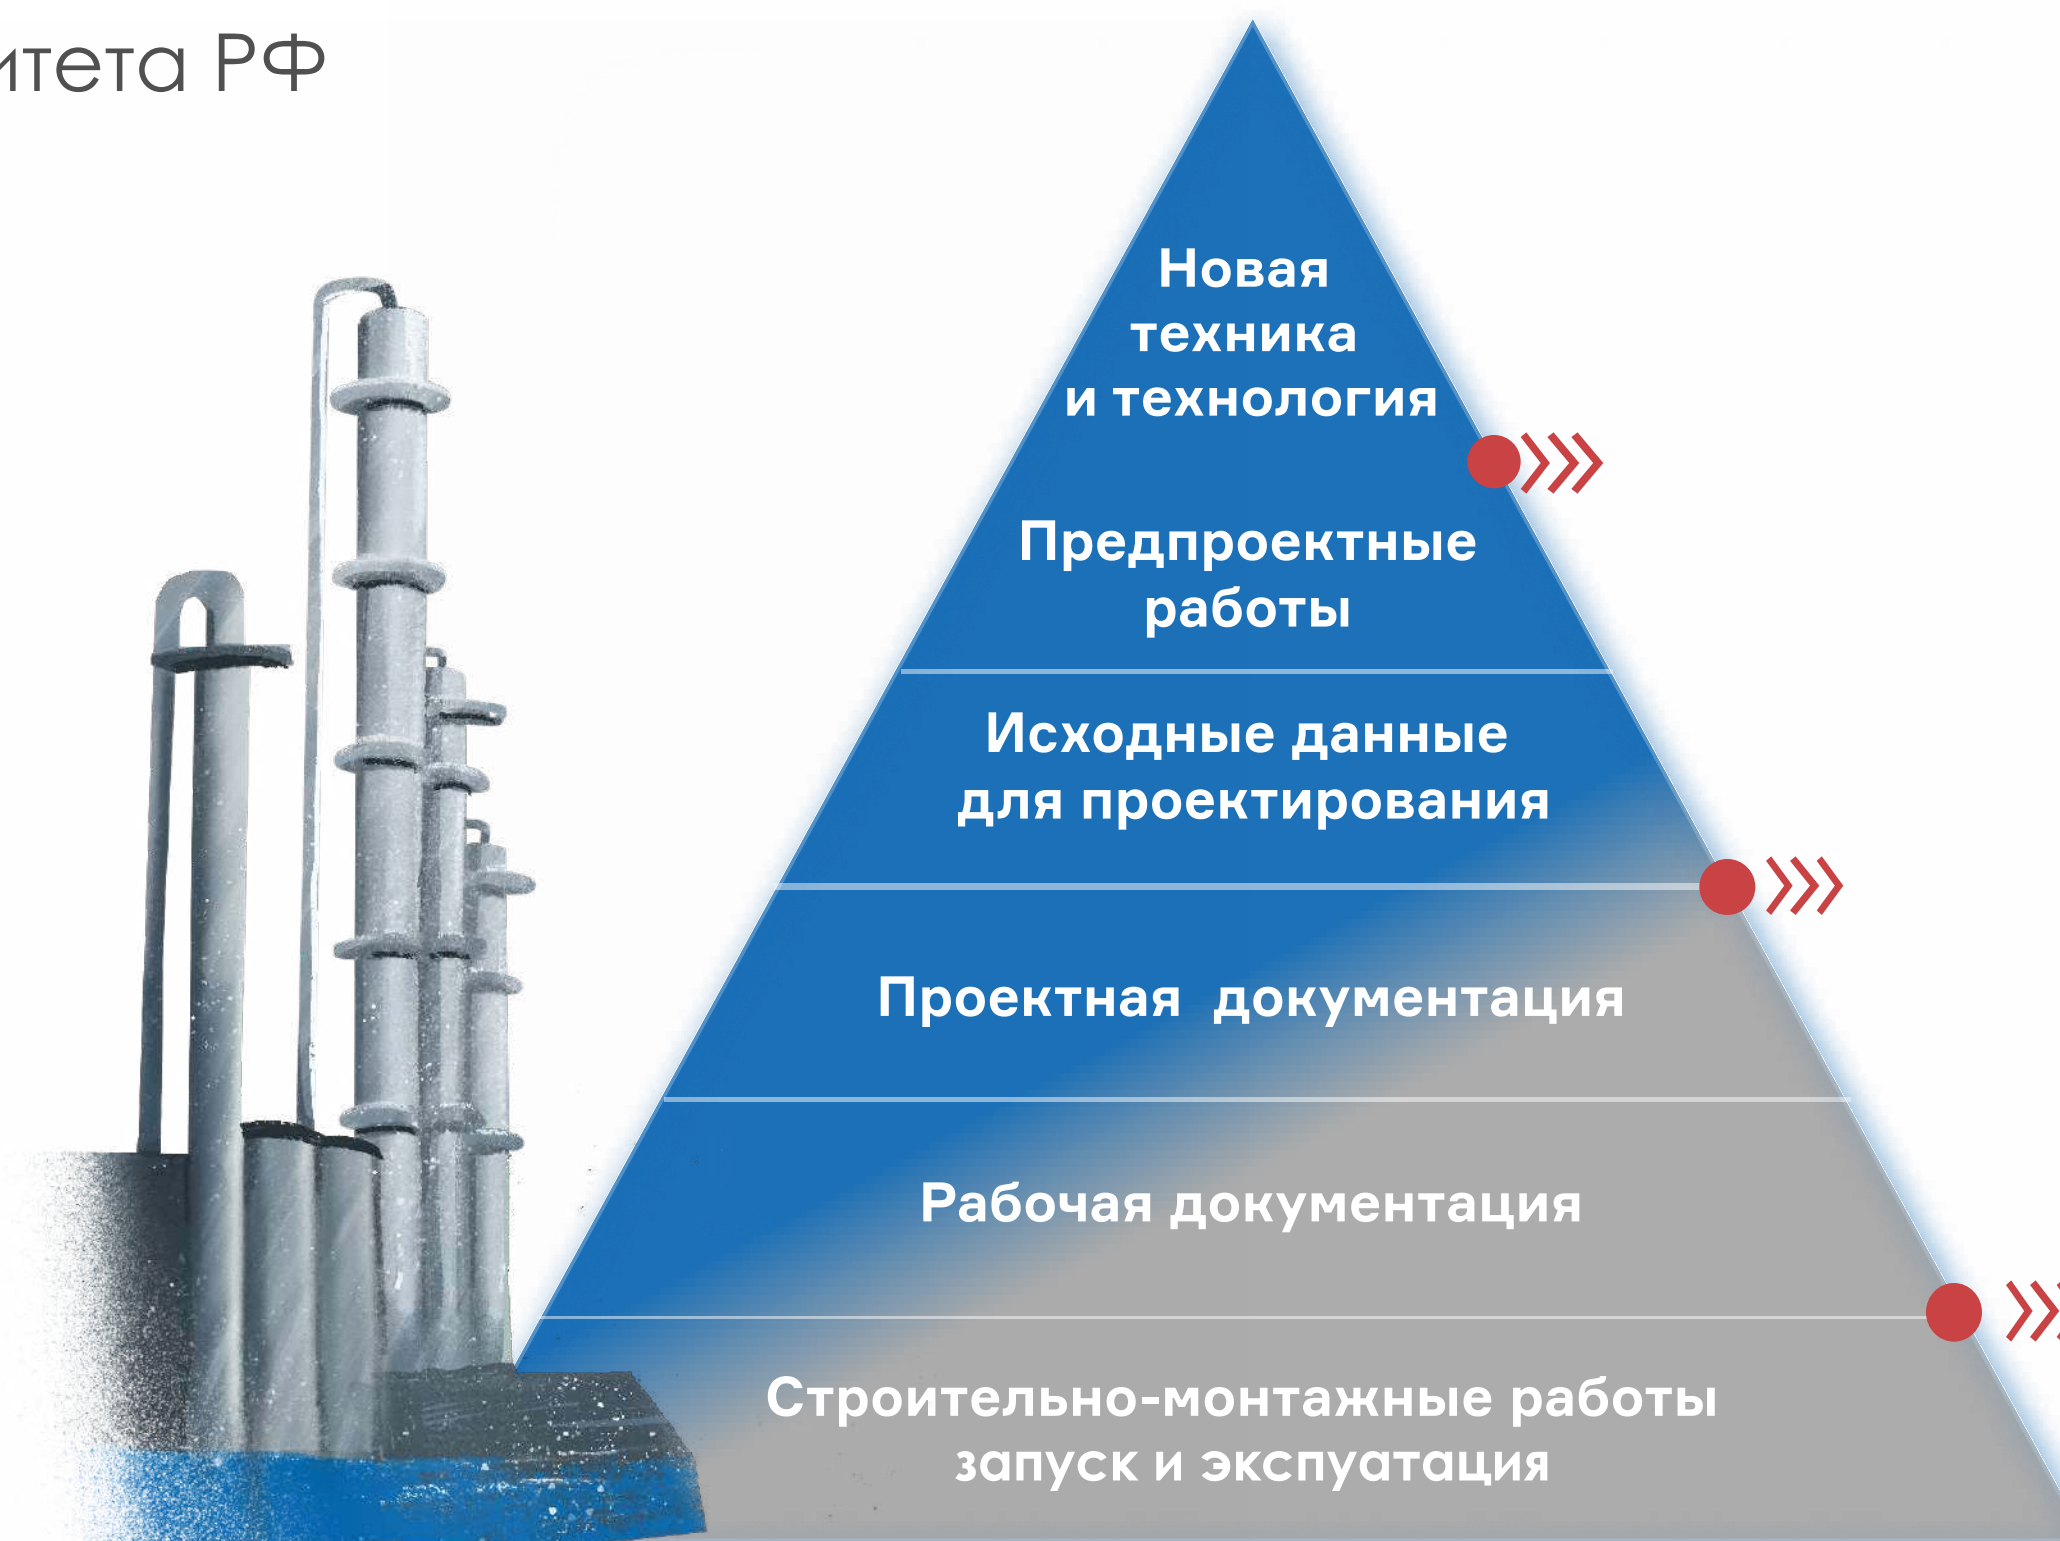 итета РФ
Новая
техника
и технология
Предпроектные
работы
Исходные данные
для проектирования
Проектная документация
Рабочая документация
Строительно-монтажные работы
запуск и экспуатация